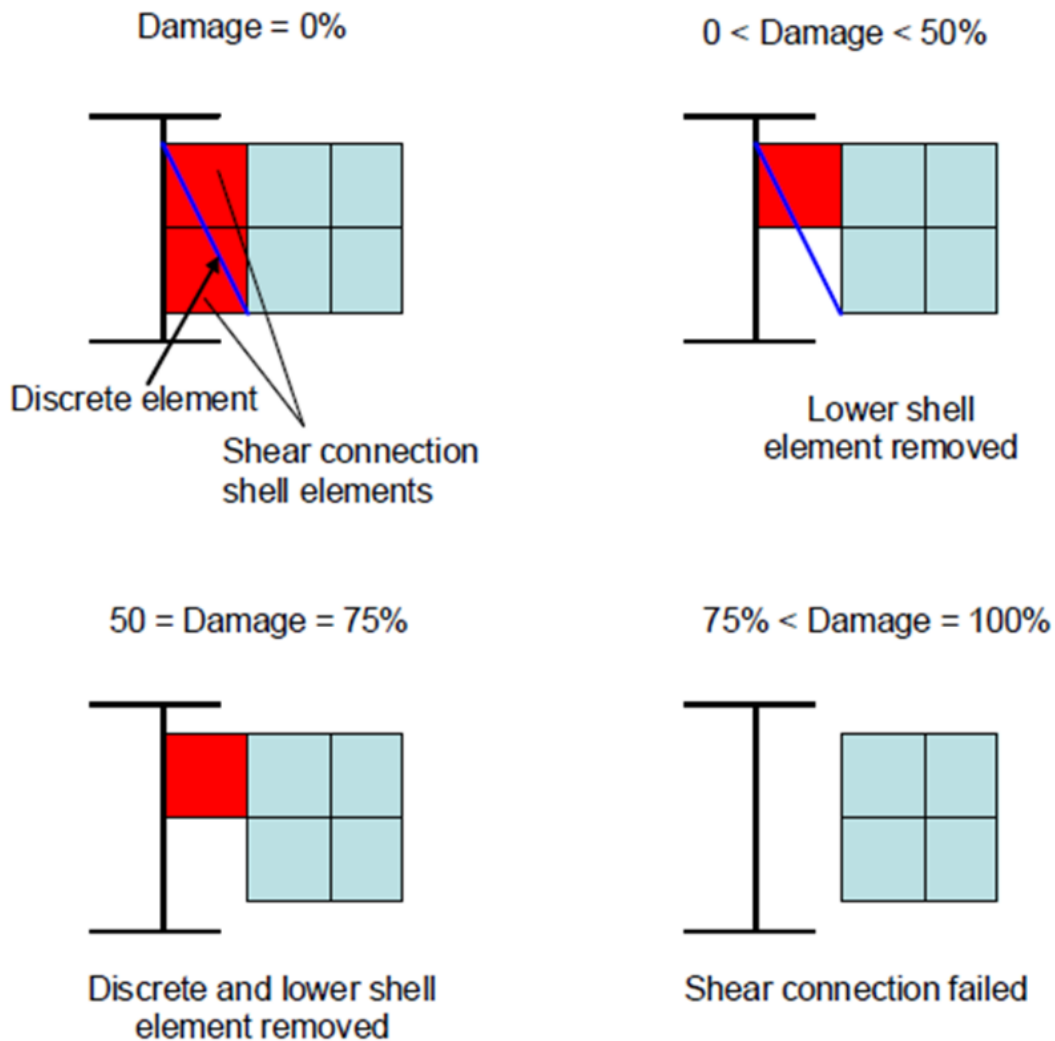 Damage = 0%
0 < Damage < 50%
Discrete element
Shear connection
shell elements
Lower shell
element removed
50 = Damage = 75%
75% < Damage = 100%
Discrete and lower shell
element removed
Shear connection failed